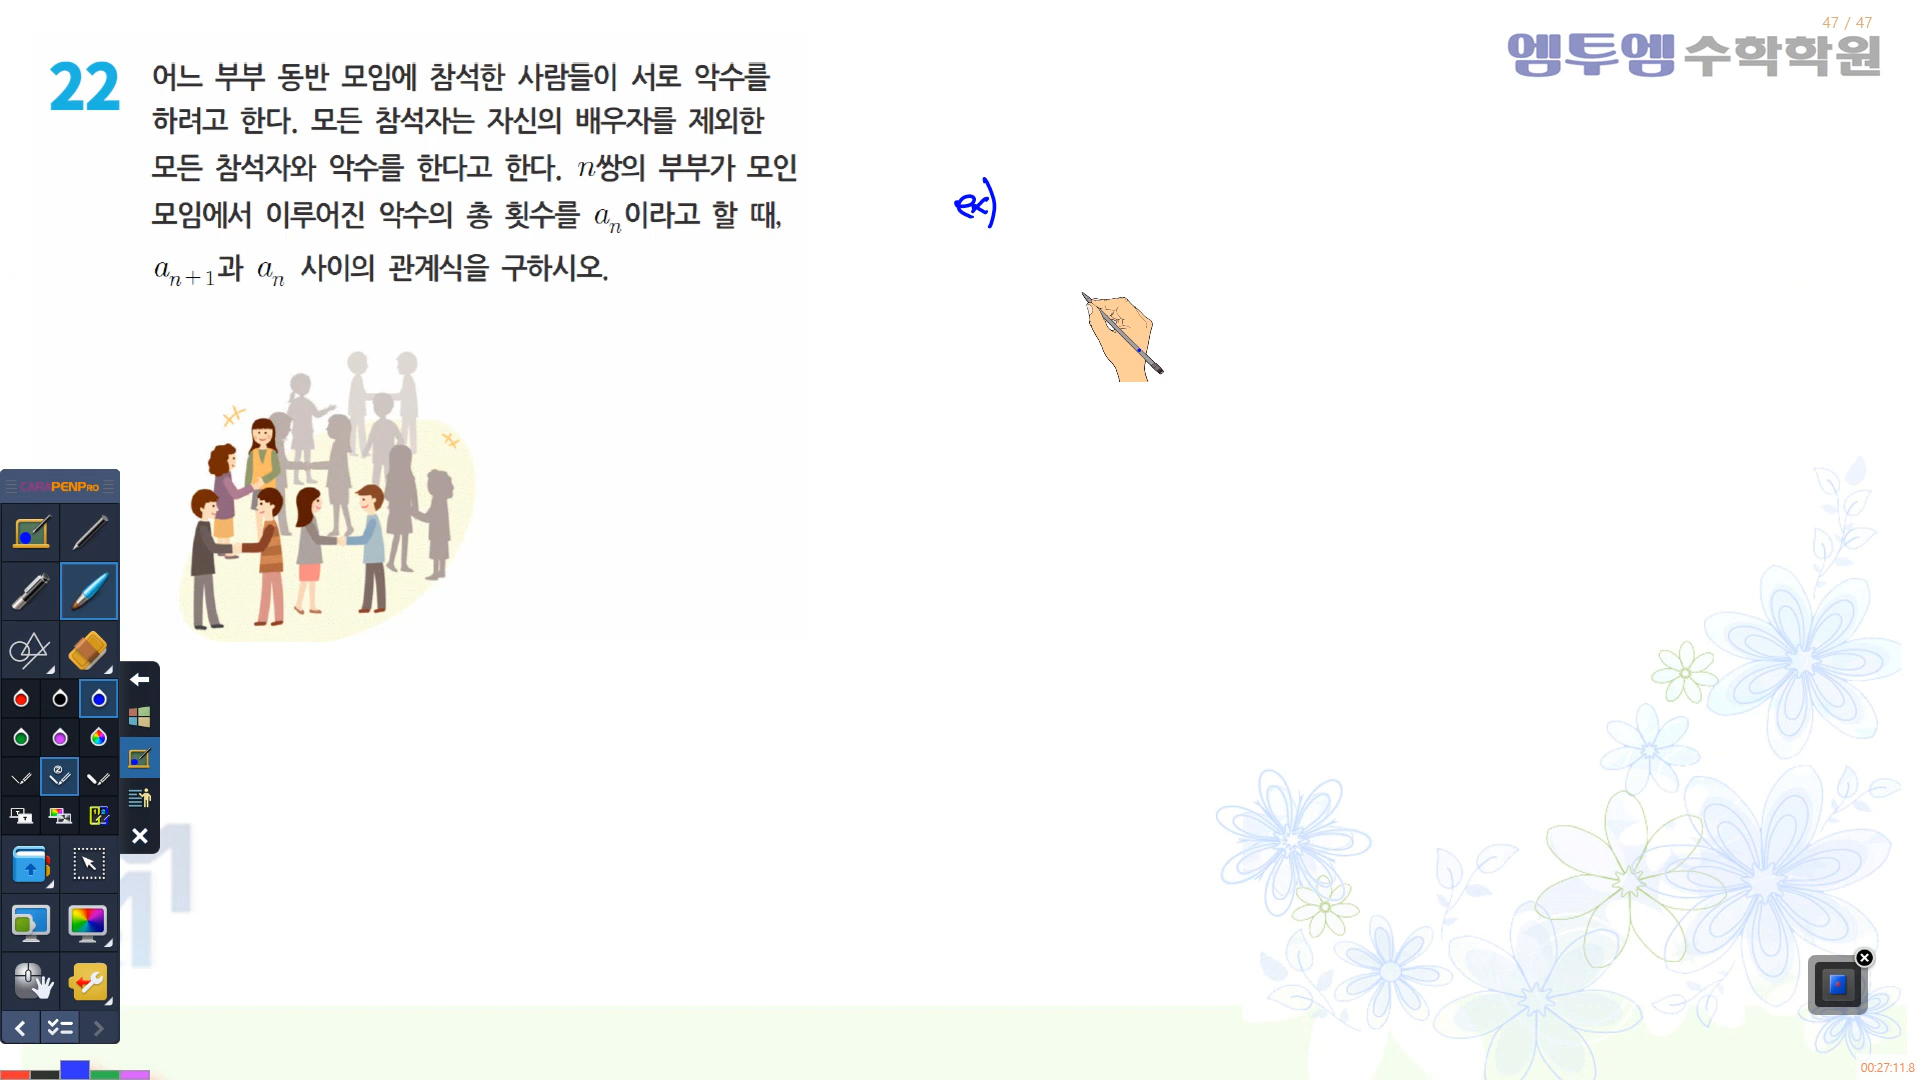 47 / 47
엠투엠 수학학원
22 어느 부부 동반 모임에 참석한 사람들이 서로 악수를
하려고 한다. 모든 참석자는 자신의 배우자를 제외한
모든 참석자와 악수를 한다고 한다. n쌍의 부부가 모인
모임에서 이루어진 악수의 총 횟수를 a_n이라고 할 때,
a_{n+1}과 a_n 사이의 관계식을 구하시오.
ex)
CARAPENPRO
②
00:27:11.8